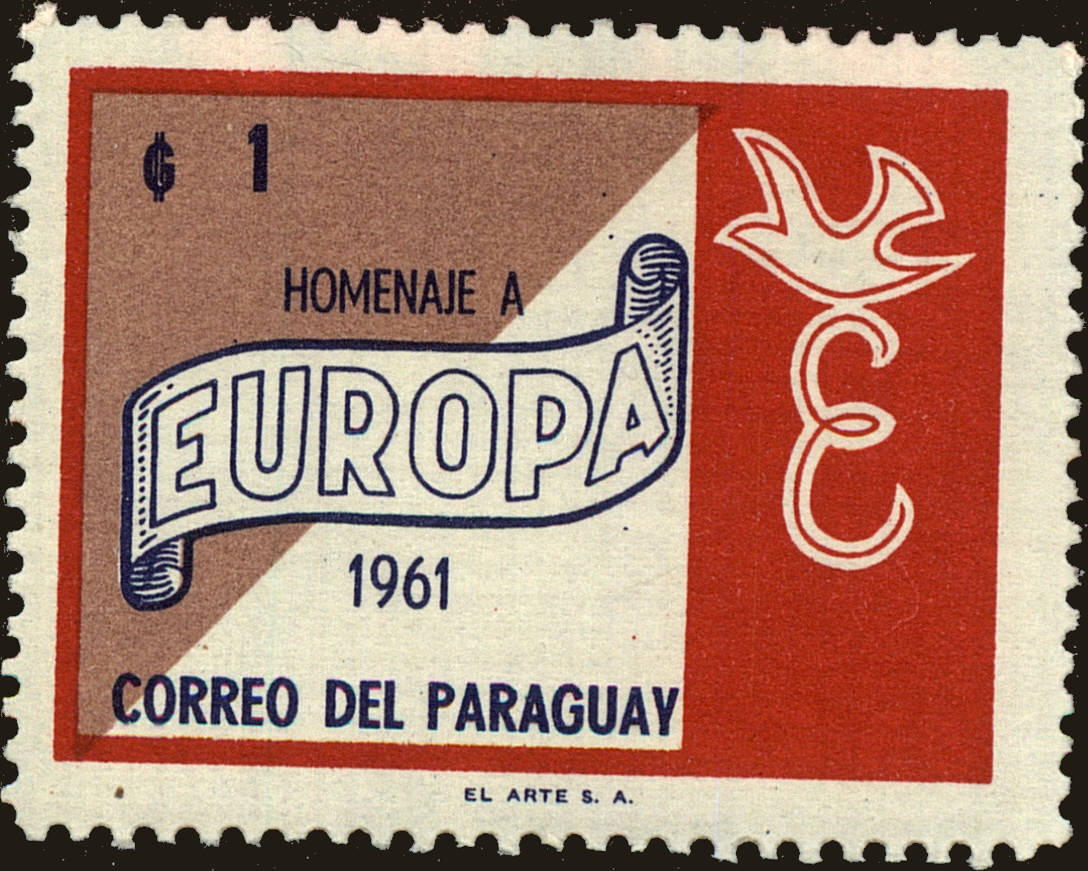 ₲ 1
HOMENAJE A
EUROPA
1961
CORREO DEL PARAGUAY
E
EL ARTE S. A.